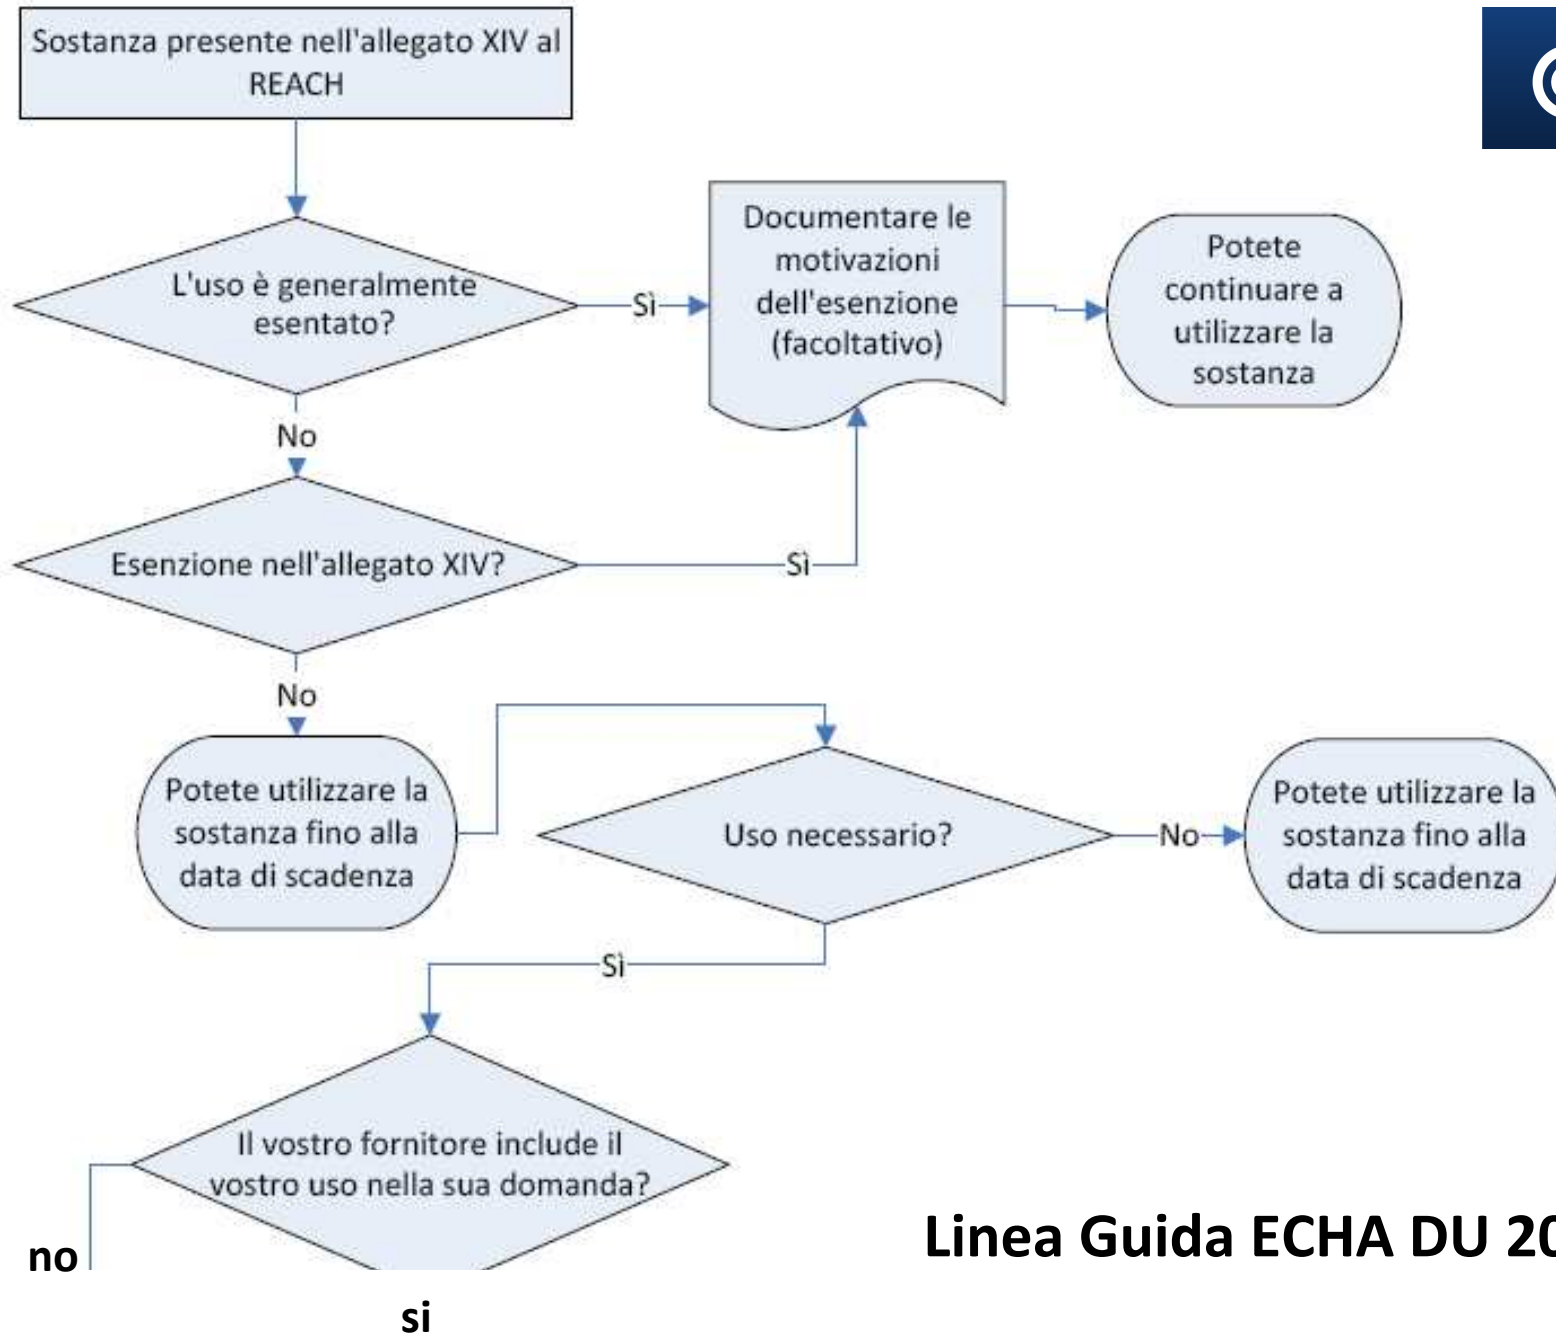 Sostanza presente nell'allegato XIV al
REACH
L'uso è generalmente
esentato?
Sì
Documentare le
motivazioni
dell'esenzione
(facoltativo)
Potete
continuare a
utilizzare la
sostanza
No
Esenzione nell'allegato XIV?
Sì
No
Potete utilizzare la
sostanza fino alla
data di scadenza
Uso necessario?
No
Potete utilizzare la
sostanza fino alla
data di scadenza
Sì
Il vostro fornitore include il
vostro uso nella sua domanda?
no
si
Linea Guida ECHA DU